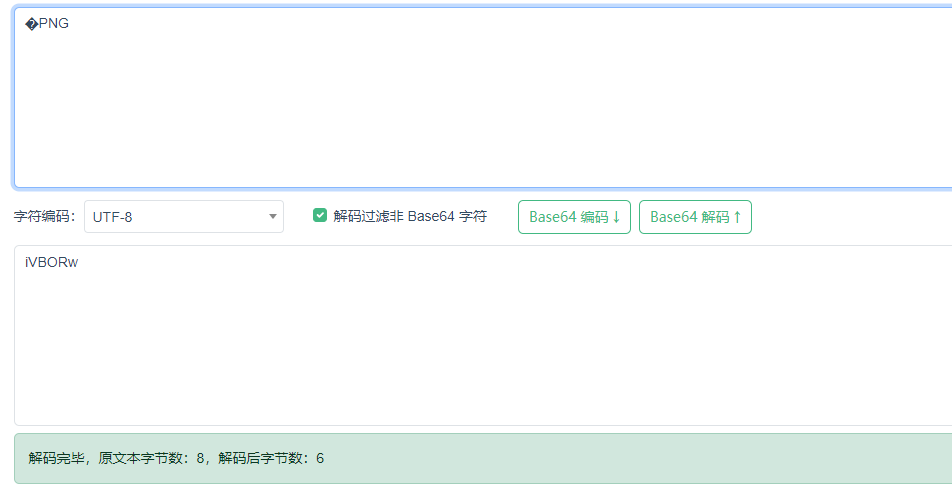 �PNG
字符编码: UTF-8 解码过滤非 Base64 字符 Base64 编码↓ Base64 解码↑
iVBORw
解码完毕，原文本字节数：8，解码后字节数：6